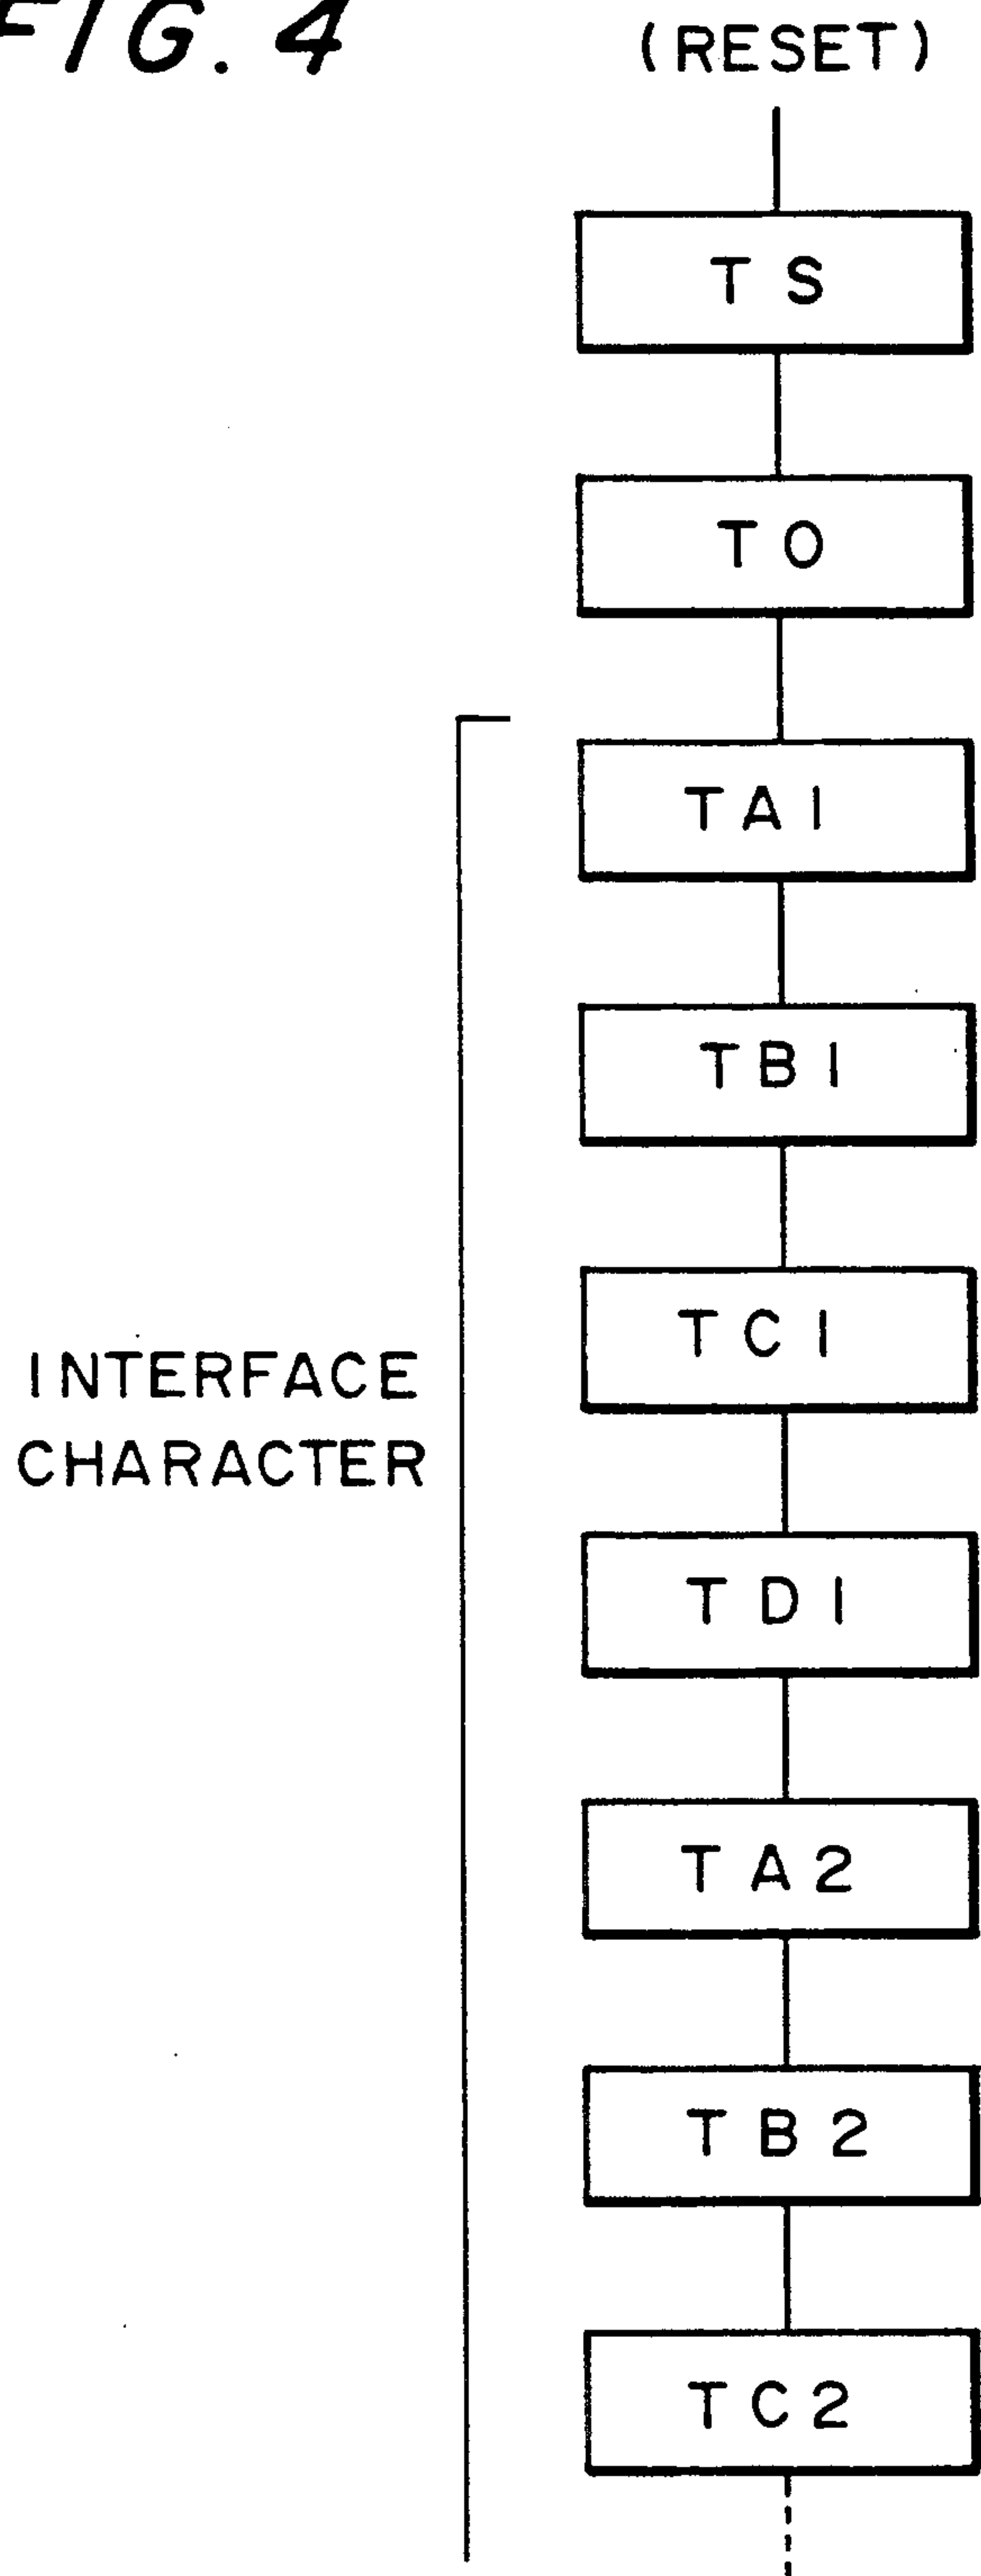 FIG. 4
(RESET)
TS
T0
TA1
TB1
TC1
INTERFACE
CHARACTER
TD1
TA2
TB2
TC2